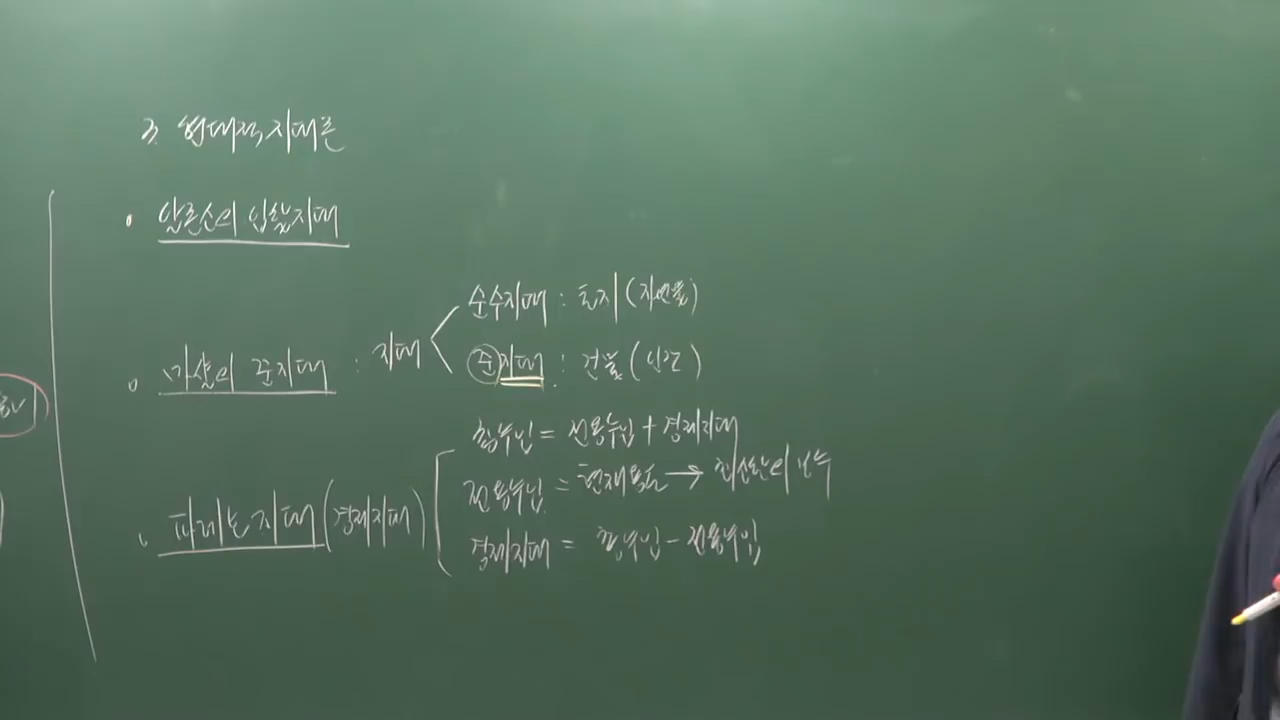 3. 현대적 지대론
• 알론소의 입찰지대
순수지대 : 토지(자연물)
• 마샬의 준지대 : 지대
준지대 : 건물(인간)
총수입 = 전용수입 + 경제지대
전용수입 = 현재용도 → 최소한의 보수
• 파레토 지대(경제지대)
경제지대 = 총수입 - 전용수입